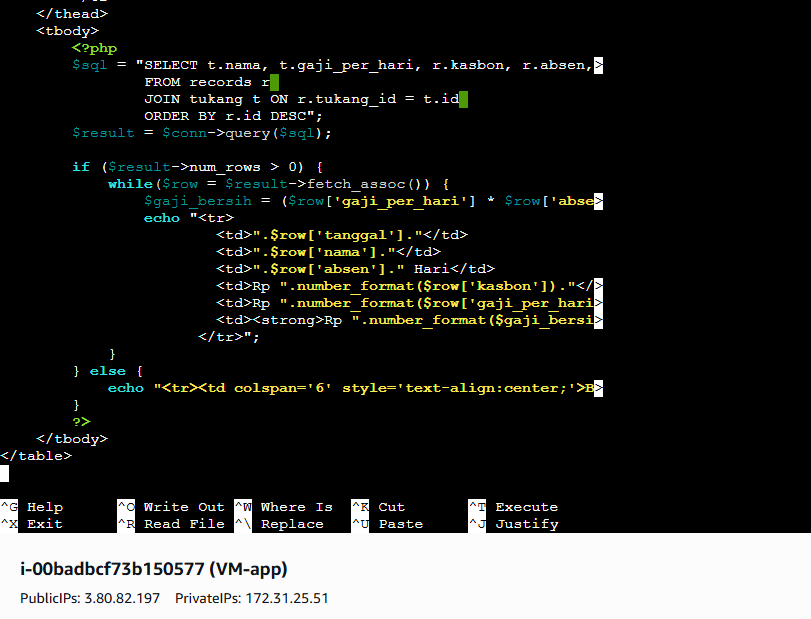 </thead>
    <tbody>
        <?php
        $sql = "SELECT t.nama, t.gaji_per_hari, r.kasbon, r.absen,>
                FROM records r
                JOIN tukang t ON r.tukang_id = t.id
                ORDER BY r.id DESC";
        $result = $conn->query($sql);

        if ($result->num_rows > 0) {
            while($row = $result->fetch_assoc()) {
                $gaji_bersih = ($row['gaji_per_hari'] * $row['abse>
                echo "<tr>
                        <td>".$row['tanggal']."</td>
                        <td>".$row['nama']."</td>
                        <td>".$row['absen']." Hari</td>
                        <td>Rp ".number_format($row['kasbon'])."</>
                        <td>Rp ".number_format($row['gaji_per_hari>
                        <td><strong>Rp ".number_format($gaji_bersi>
                      </tr>";
            }
        } else {
            echo "<tr><td colspan='6' style='text-align:center;'>B>
        }
        ?>
    </tbody>
</table>
^G Help ^O Write Out ^W Where Is ^K Cut ^T Execute
^X Exit ^R Read File ^\ Replace ^U Paste ^J Justify
i-00badbcf73b150577 (VM-app)
PublicIPs: 3.80.82.197 PrivateIPs: 172.31.25.51